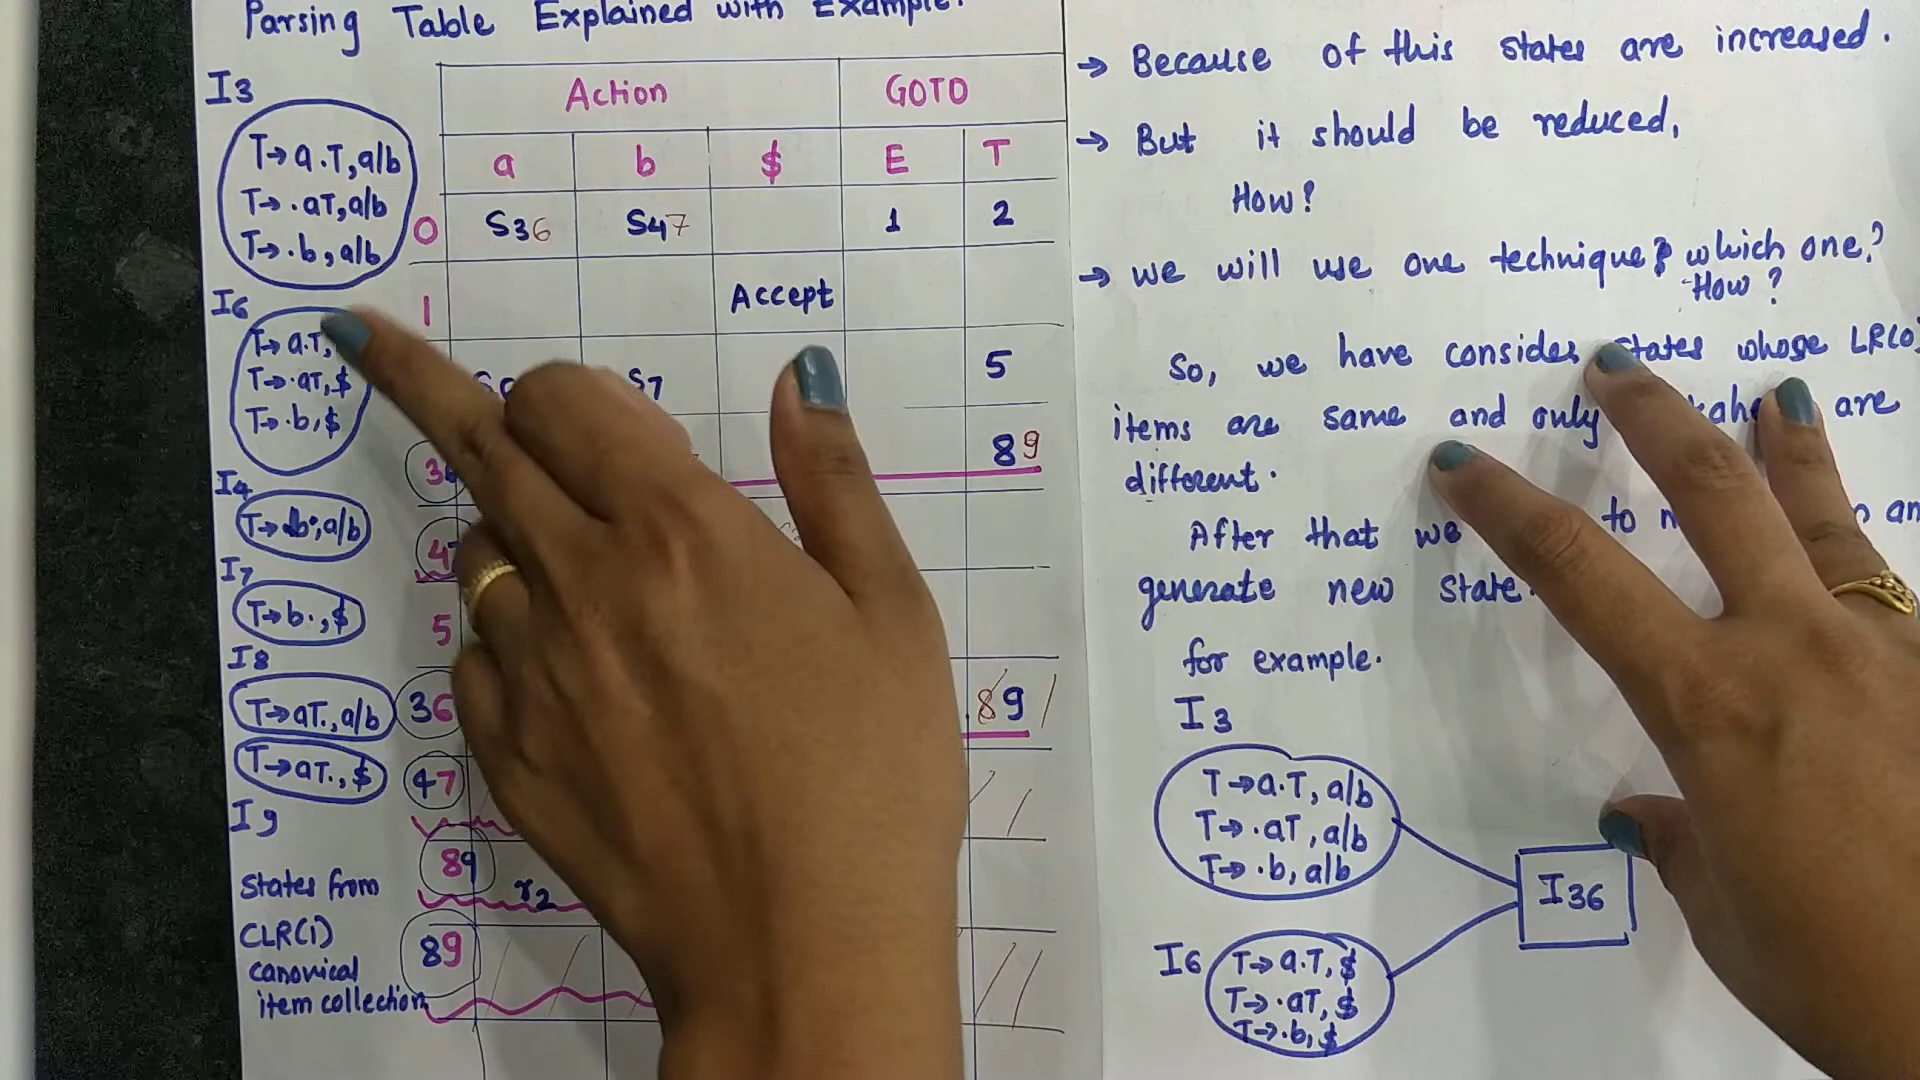 Parsing Table Explained with Example.
I3
T→a.T,a/b
T→.aT,a/b
T→.b,a/b
I6
T→a.T,
T→.aT,$
T→.b,$
I4
T→b.,a/b
I7
T→b.,$
I8
T→aT.,a/b
T→aT.,$
I9
States from
CLR(1)
canonical
item collection
Action GOTO
a b $ E T
0 S36 S47 1 2
1 Accept
S7 5
89
47
5
36 89
47
89 r2
89
→ Because of this states are increased.
→ But it should be reduced,
How?
→ we will use one technique? which one?
How?
So, we have consider states whose LR(0)
items are same and only are
different.
After that we to
generate new state.
for example.
I3
T→a.T, a/b
T→.aT, a/b
T→.b, a/b
I36
I6
T→a.T,$
T→.aT,$
T→.b,$